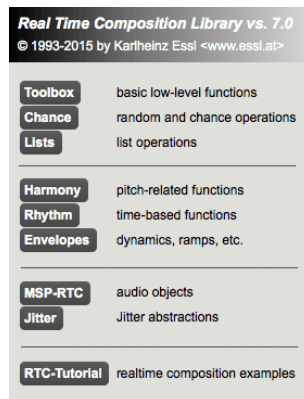 Real Time Composition Library vs. 7.0
© 1993-2015 by Karlheinz Essl <www.essl.at>
Toolbox basic low-level functions
Chance random and chance operations
Lists list operations
Harmony pitch-related functions
Rhythm time-based functions
Envelopes dynamics, ramps, etc.
MSP-RTC audio objects
Jitter Jitter abstractions
RTC-Tutorial realtime composition examples